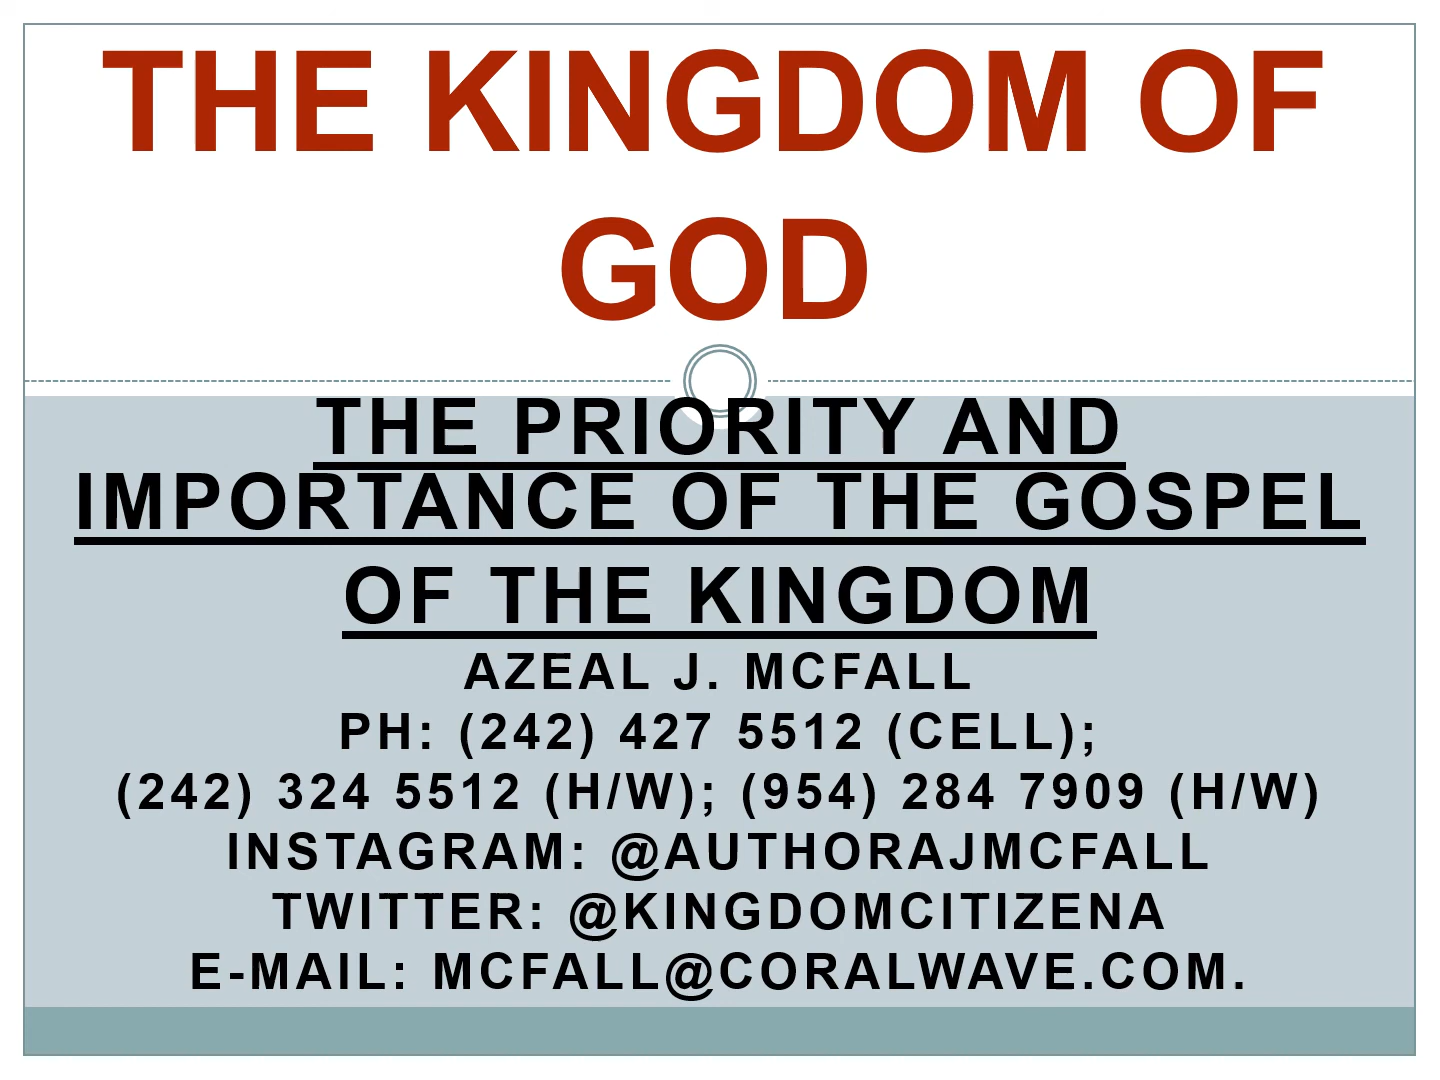 THE KINGDOM OF
GOD
THE PRIORITY AND
IMPORTANCE OF THE GOSPEL
OF THE KINGDOM
AZEAL J. MCFALL
PH: (242) 427 5512 (CELL);
(242) 324 5512 (H/W); (954) 284 7909 (H/W)
INSTAGRAM: @AUTHORAJMCFALL
TWITTER: @KINGDOMCITIZENA
E-MAIL: MCFALL@CORALWAVE.COM.